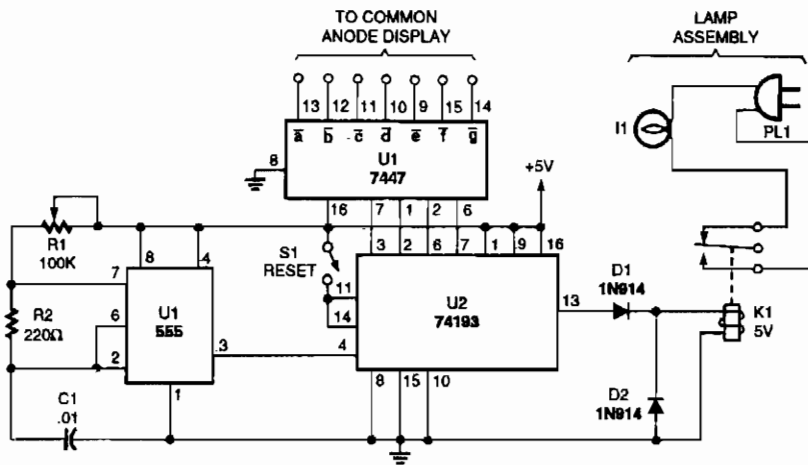 TO COMMON
ANODE DISPLAY
LAMP
ASSEMBLY
13 12 11 10 9 15 14
a̅ b̅ c̅ d̅ e̅ f̅ g̅
U1
7447
8
16 7 1 2 6
I1
PL1
+5V
R1
100K
8 4
S1
RESET
3 2 6 7 1 9 16
7
R2
220Ω
6
2
U1
555
.3
1
11
14
4
U2
74193
13
8 15 10
D1
1N914
K1
5V
D2
1N914
C1
.01